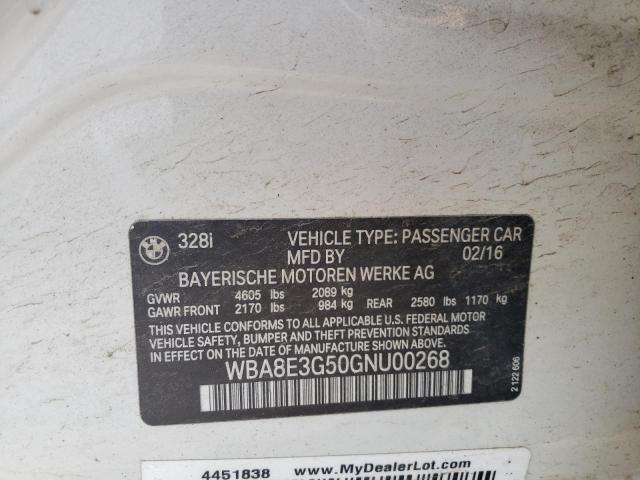 328i VEHICLE TYPE: PASSENGER CAR
MFD BY 02/16
BAYERISCHE MOTOREN WERKE AG
GVWR 4605 lbs 2089 kg
GAWR FRONT 2170 lbs 984 kg REAR 2580 lbs 1170 kg
THIS VEHICLE CONFORMS TO ALL APPLICABLE U.S. FEDERAL MOTOR
VEHICLE SAFETY, BUMPER, AND THEFT PREVENTION STANDARDS
IN EFFECT ON THE DATE OF MANUFACTURE SHOWN ABOVE.
WBA8E3G50GNU00268
2 122 606
4451838 www.MyDealerLot.com